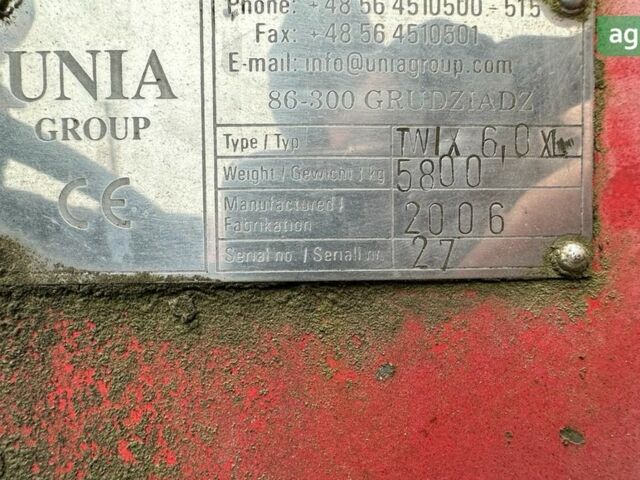 Phone: +48 56 4510500 - 515
Fax: +48 56 4510501
E-mail: info@uniagroup.com
86-300 GRUDZIADZ
UNIA
GROUP
CE
Type / Typ TWIX 6,0 XL
Weight / Gewicht kg 5800
Manufactured / Fabrikation 2006
Serial no. / Seriall nr. 27
ag